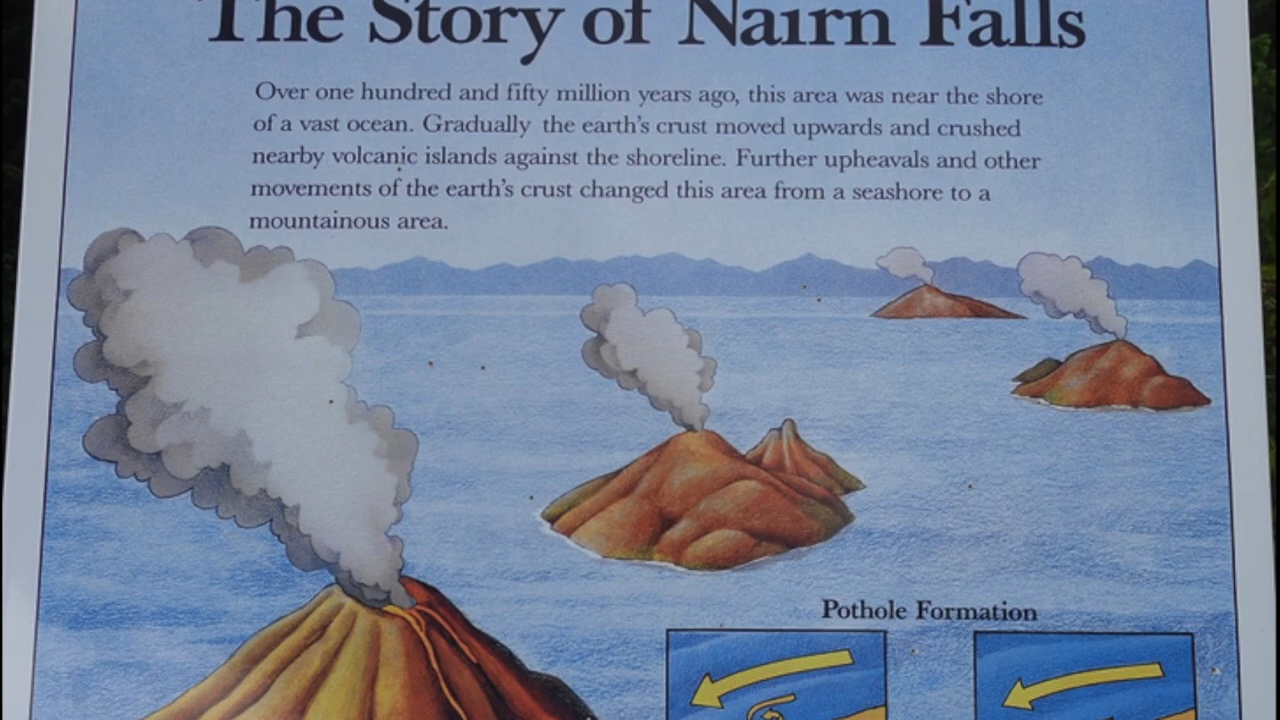 The Story of Nairn Falls
Over one hundred and fifty million years ago, this area was near the shore
of a vast ocean. Gradually the earth's crust moved upwards and crushed
nearby volcanic islands against the shoreline. Further upheavals and other
movements of the earth's crust changed this area from a seashore to a
mountainous area.
Pothole Formation